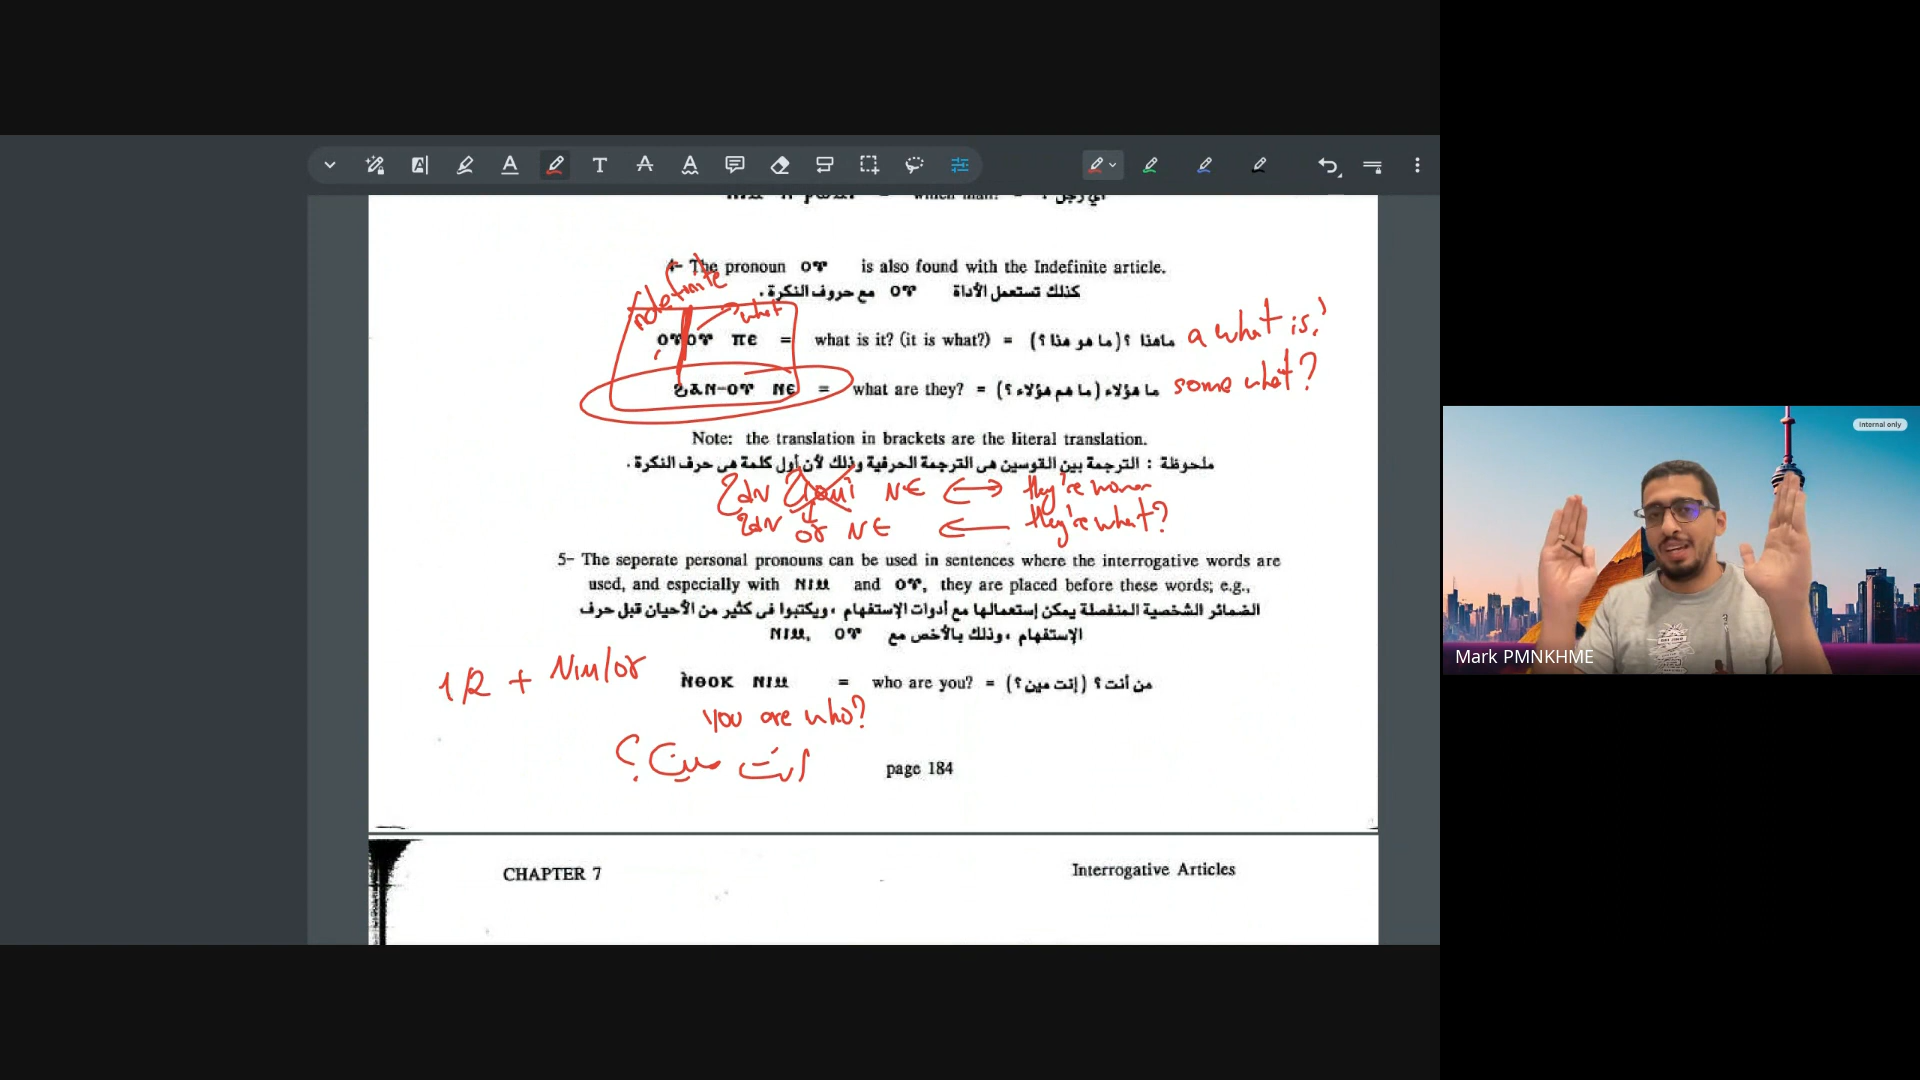 4- The pronoun ⲟⲩ is also found with the Indefinite article.
كذلك تستعمل الأداة ⲟⲩ مع حروف النكرة .
Indefinite
what
ⲟⲩⲟⲩ ⲡⲉ = what is it? (it is what?) = ماهذا ؟ (ما هو هذا ؟)
a what is?
ϩⲁⲛ-ⲟⲩ ⲛⲉ = what are they? = ما هؤلاء (ما هم هؤلاء ؟)
some what?
Note: the translation in brackets are the literal translation.
ملحوظة : الترجمة بين القوسين هى الترجمة الحرفية وذلك لأن أول كلمة هى حرف النكرة .
ϩⲁⲛ ϩⲓⲟⲙⲓ ⲛⲉ ↔ they're women
ϩⲁⲛ ⲟⲩ ⲛⲉ ← they're what?
5- The seperate personal pronouns can be used in sentences where the interrogative words are
used, and especially with ⲛⲓⲙ and ⲟⲩ, they are placed before these words; e.g.,
الضمائر الشخصية المنفصلة يمكن إستعمالها مع أدوات الإستفهام ، ويكتبوا فى كثير من الأحيان قبل حرف
الإستفهام ، وذلك بالأخص مع ⲛⲓⲙ, ⲟⲩ
1/2 + ⲛⲓⲙ/ⲟⲩ
ⲛ̀ⲑⲟⲕ ⲛⲓⲙ = who are you? = من أنت ؟ (إنت مين ؟)
you are who?
انت مين؟
page 184
CHAPTER 7 Interrogative Articles
Internal only
Mark PMNKHME